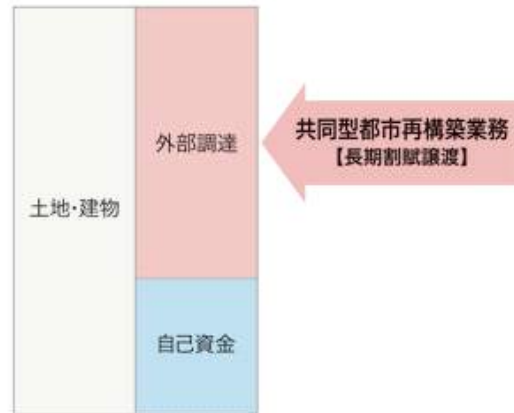 土地･建物
外部調達
自己資金
共同型都市再構築業務
【長期割賦譲渡】